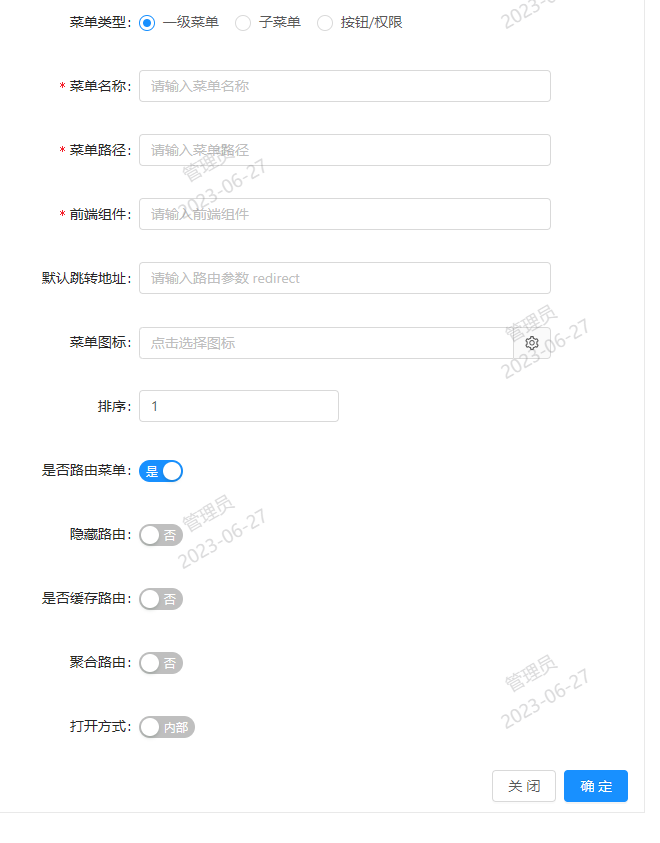 菜单类型: 一级菜单 子菜单 按钮/权限
2023-0
* 菜单名称: 请输入菜单名称
* 菜单路径: 请输入菜单路径
管理员
2023-06-27
* 前端组件: 请输入前端组件
默认跳转地址: 请输入路由参数 redirect
管理员
2023-06-27
菜单图标: 点击选择图标
排序: 1
是否路由菜单: 是
管理员
2023-06-27
隐藏路由: 否
是否缓存路由: 否
聚合路由: 否
管理员
2023-06-27
打开方式: 内部
关 闭 确 定